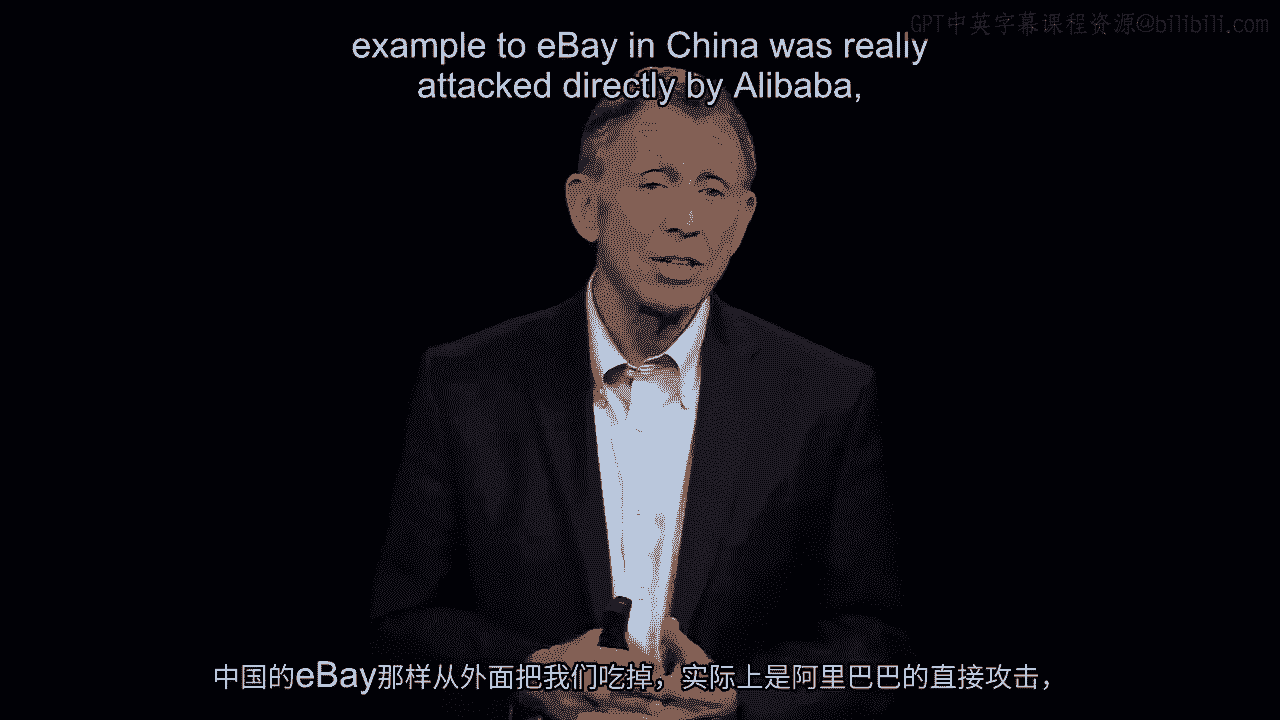 GPT中英字幕课程资源@bilibili.com
example to eBay in China was really
attacked directly by Alibaba,
中国的eBay那样从外面把我们吃掉，实际上是阿里巴巴的直接攻击，